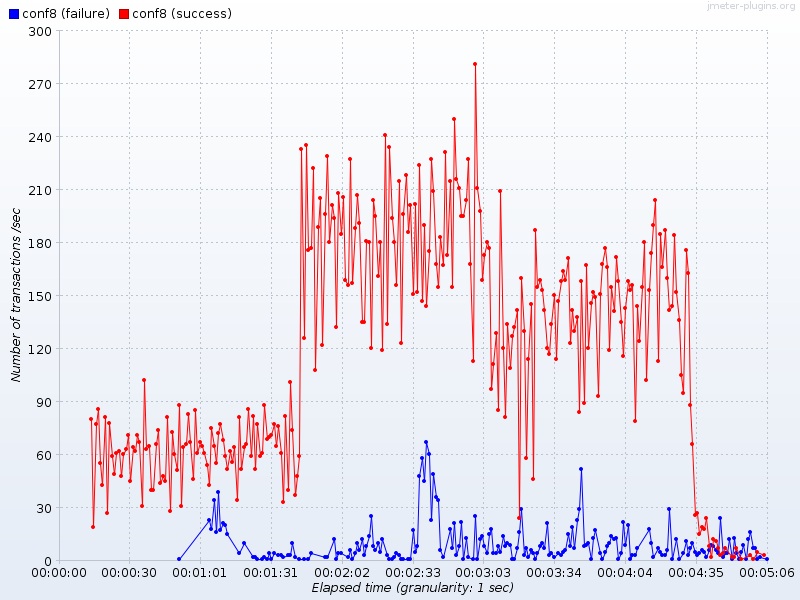 jmeter-plugins.org
conf8 (failure) conf8 (success)
300
270
240
210
180
150
120
90
60
30
0
Number of transactions /sec
00:00:00 00:00:30 00:01:01 00:01:31 00:02:02 00:02:33 00:03:03 00:03:34 00:04:04 00:04:35 00:05:06
Elapsed time (granularity: 1 sec)